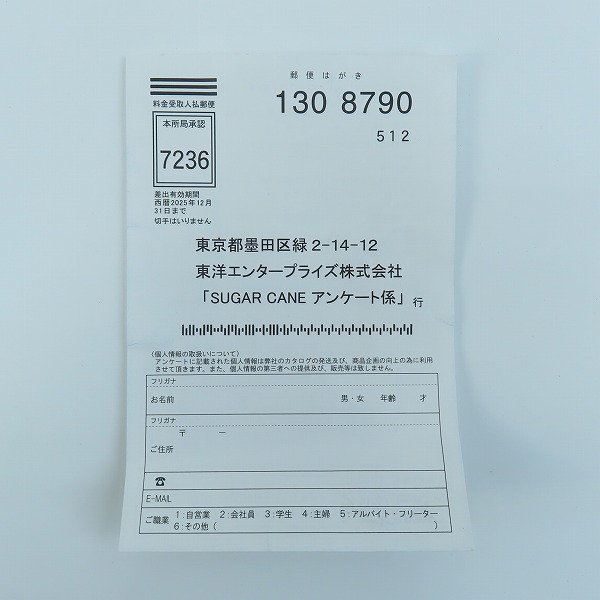 郵便はがき
料金受取人払郵便
130 8790
本所局承認
512
7236
差出有効期間
西暦2025年12月
31日まで
切手はいりません
東京都墨田区緑2-14-12
東洋エンタープライズ株式会社
「SUGAR CANE アンケート係」 行
(個人情報の取扱いについて)
アンケートに記載された個人情報は弊社のカタログの発送及び、商品企画の向上の為に利用
させて頂きます。また、個人情報の第三者への提供及び、販売等は致しません。
フリガナ
お名前 男・女 年齢 才
フリガナ
〒 ー
ご住所
☎
E-MAIL
ご職業 1:自営業 2:会社員 3:学生 4:主婦 5:アルバイト・フリーター
6:その他( )